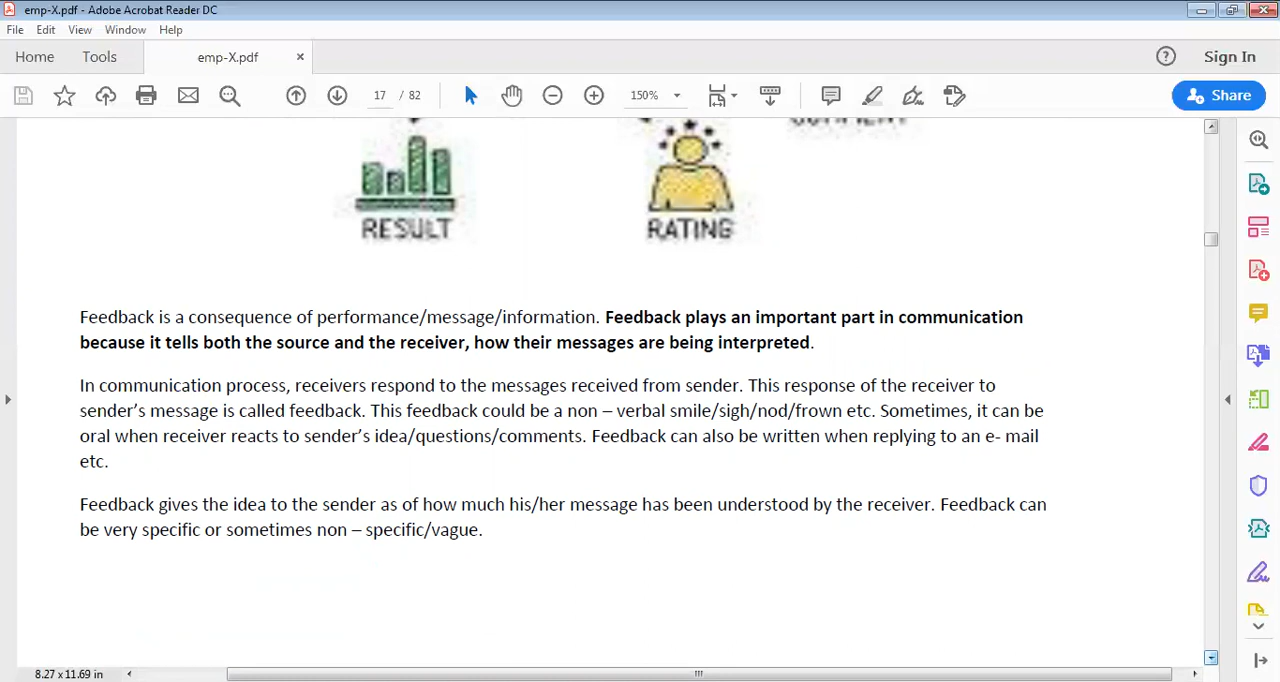 emp-X.pdf - Adobe Acrobat Reader DC
File Edit View Window Help
Home Tools emp-X.pdf × Sign In
17 / 82 150% Share
RESULT RATING
Feedback is a consequence of performance/message/information. Feedback plays an important part in communication
because it tells both the source and the receiver, how their messages are being interpreted.
In communication process, receivers respond to the messages received from sender. This response of the receiver to
sender’s message is called feedback. This feedback could be a non – verbal smile/sigh/nod/frown etc. Sometimes, it can be
oral when receiver reacts to sender’s idea/questions/comments. Feedback can also be written when replying to an e- mail
etc.
Feedback gives the idea to the sender as of how much his/her message has been understood by the receiver. Feedback can
be very specific or sometimes non – specific/vague.
8.27 x 11.69 in